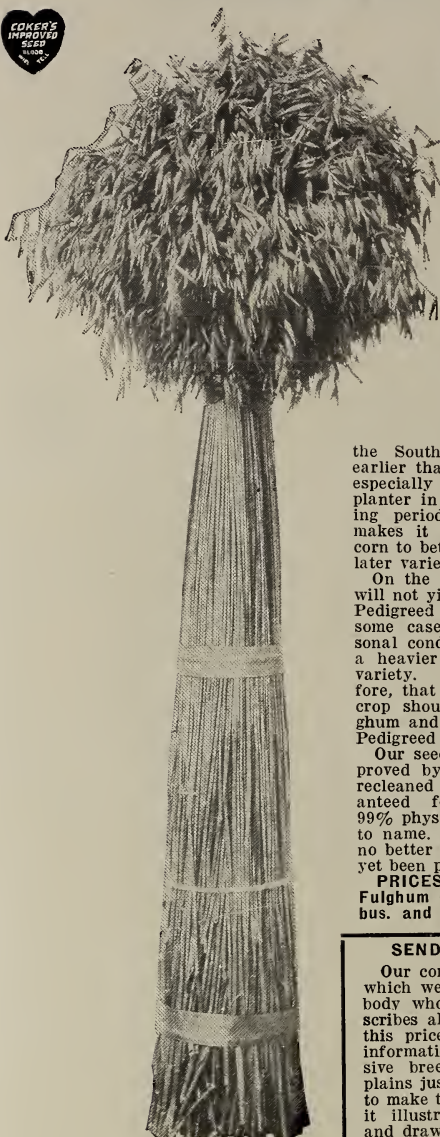 COKER'S
IMPROVED
SEED
BLOOD
WILL TELL
the South
earlier tha
especially
planter in
ing period
makes it
corn to bet
later varie
On the
will not yi
Pedigreed
some case
sonal cond
a heavier
variety.
fore, that
crop shou
ghum and
Pedigreed
Our see
proved by
recleaned
anteed f
99% phys
to name.
no better
yet been p
PRICES
Fulghum
bus. and
SEND
Our con
which we
body who
scribes al
this price
informati
sive bree
plains jus
to make t
it illustr
and draw